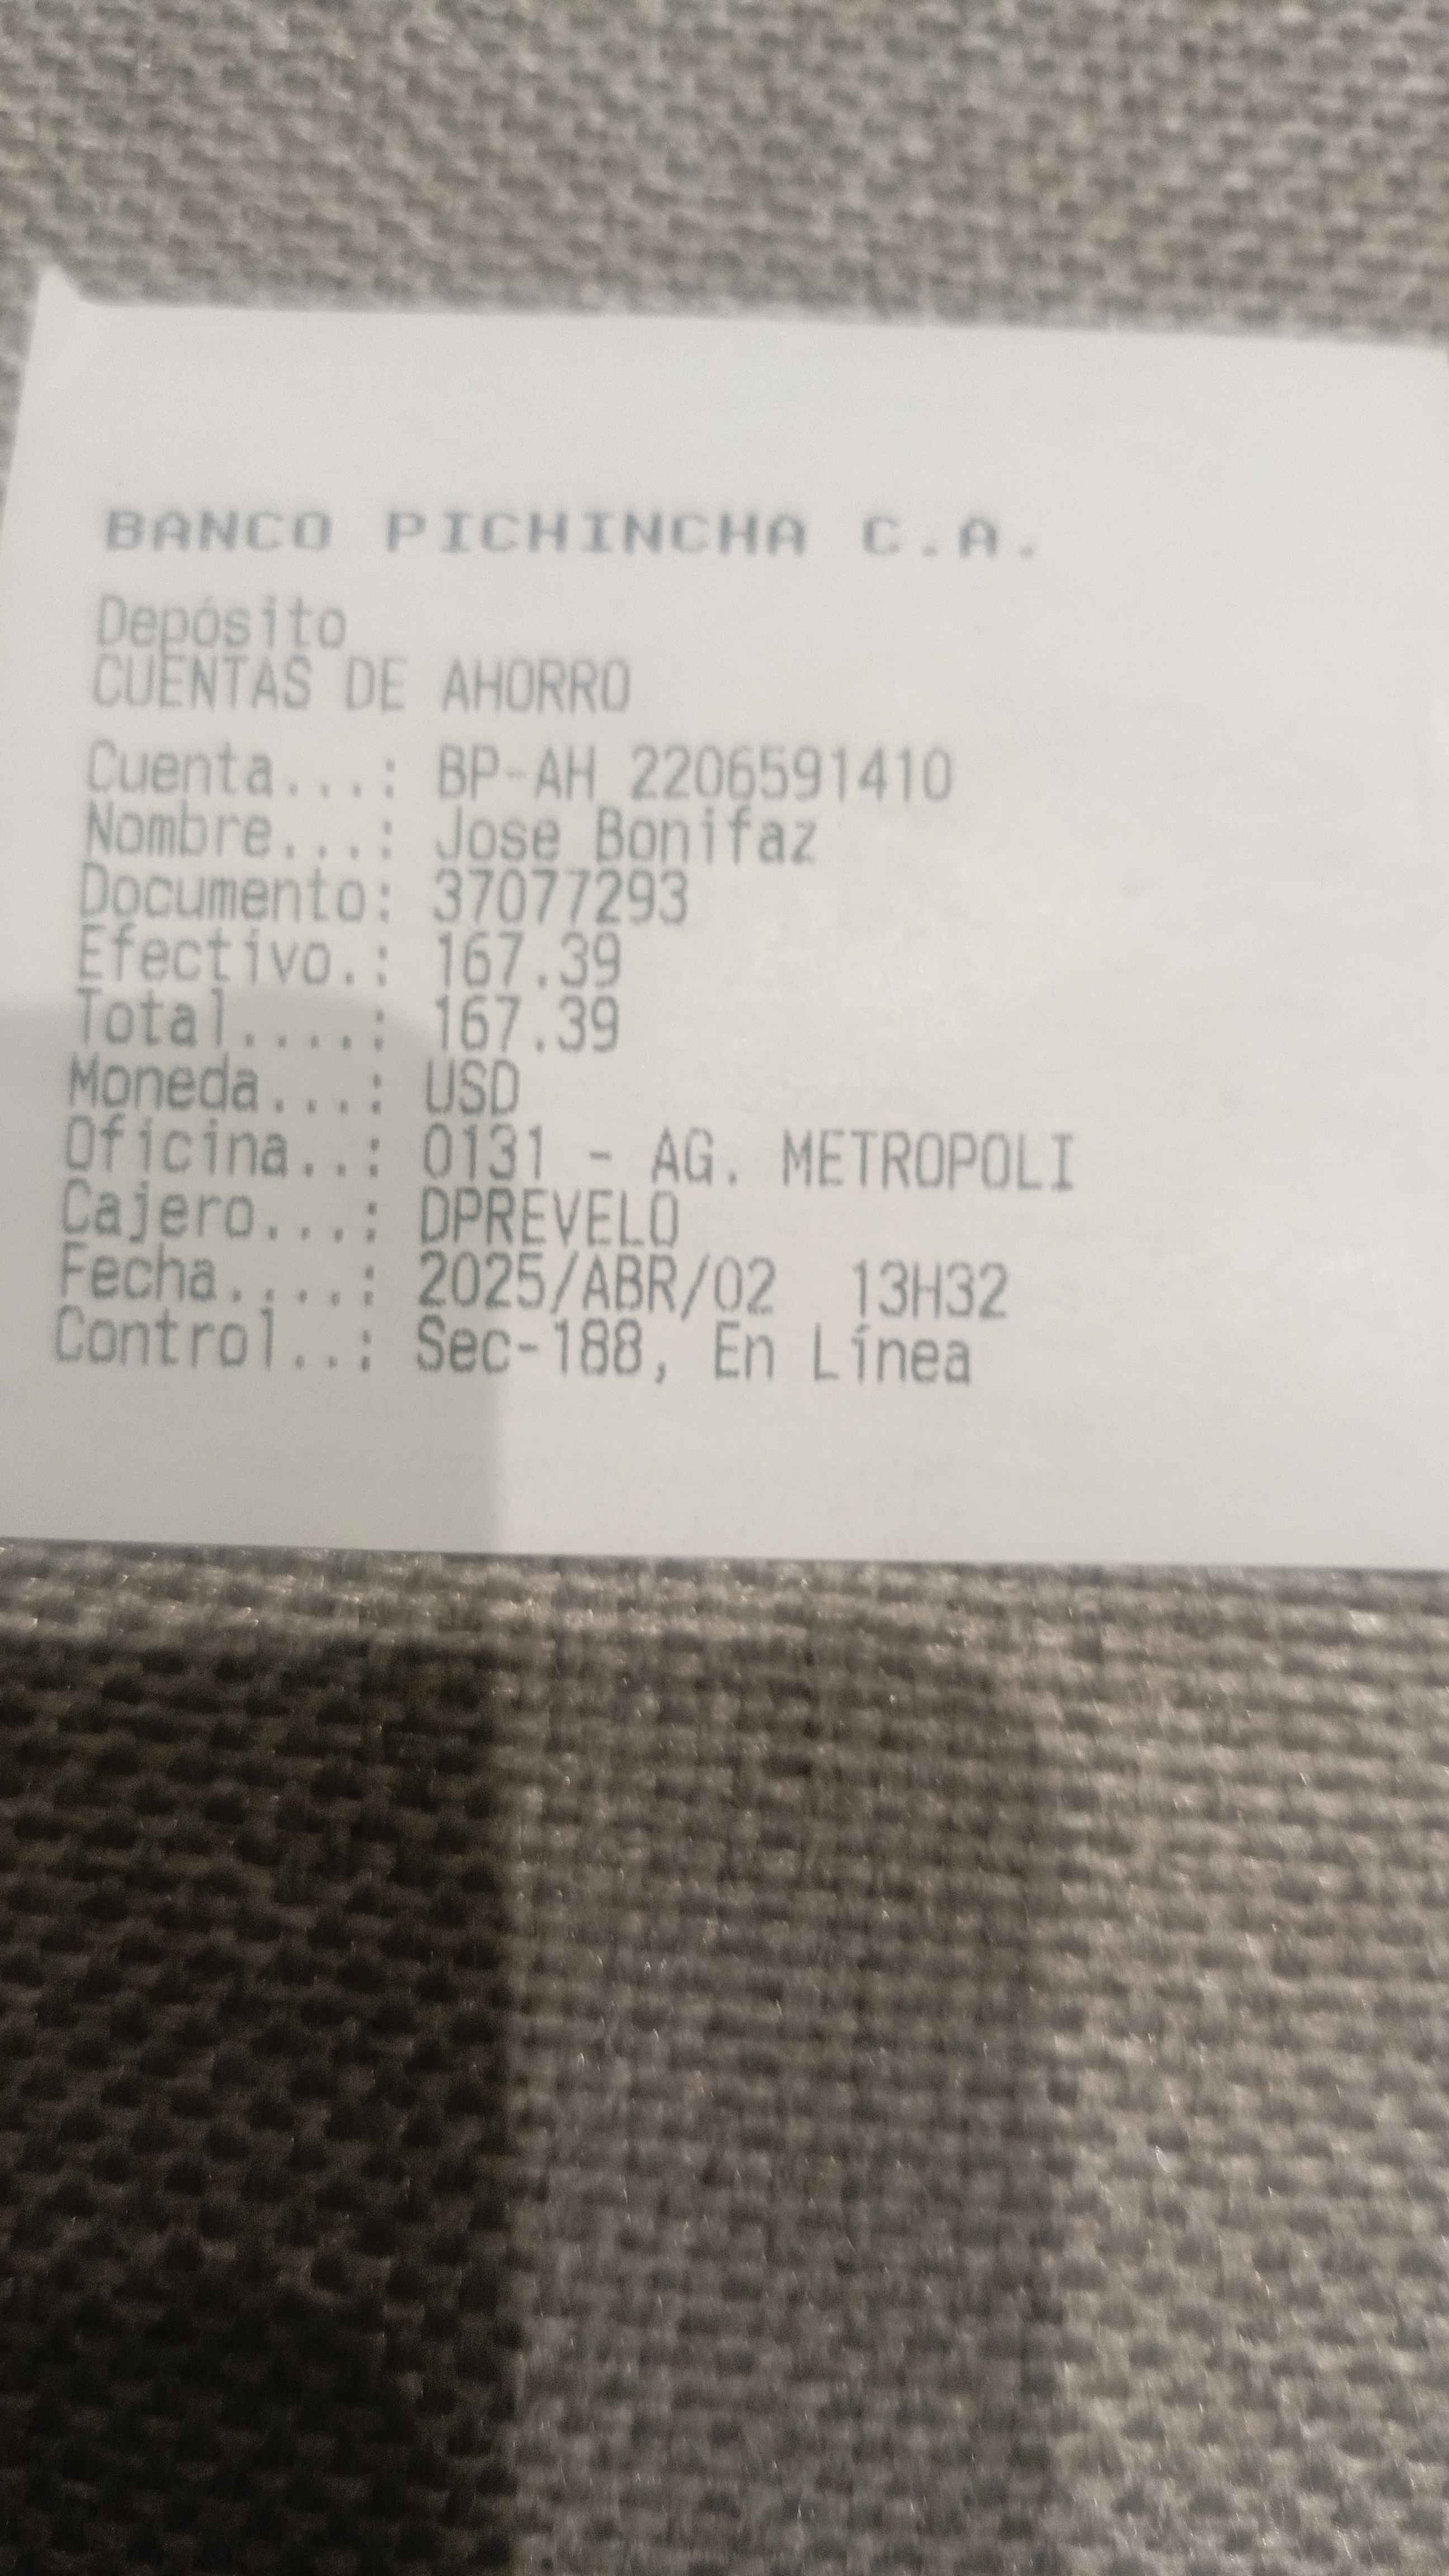 BANCO PICHINCHA C.A.
Depósito
CUENTAS DE AHORRO
Cuenta...: BP-AH 2206591410
Nombre...: Jose Bonifaz
Documento: 37077293
Efectivo.: 167.39
Total....: 167.39
Moneda...: USD
Oficina..: 0131 - AG. METROPOLI
Cajero...: DPREVELO
Fecha....: 2025/ABR/02 13H32
Control..: Sec-188, En Línea